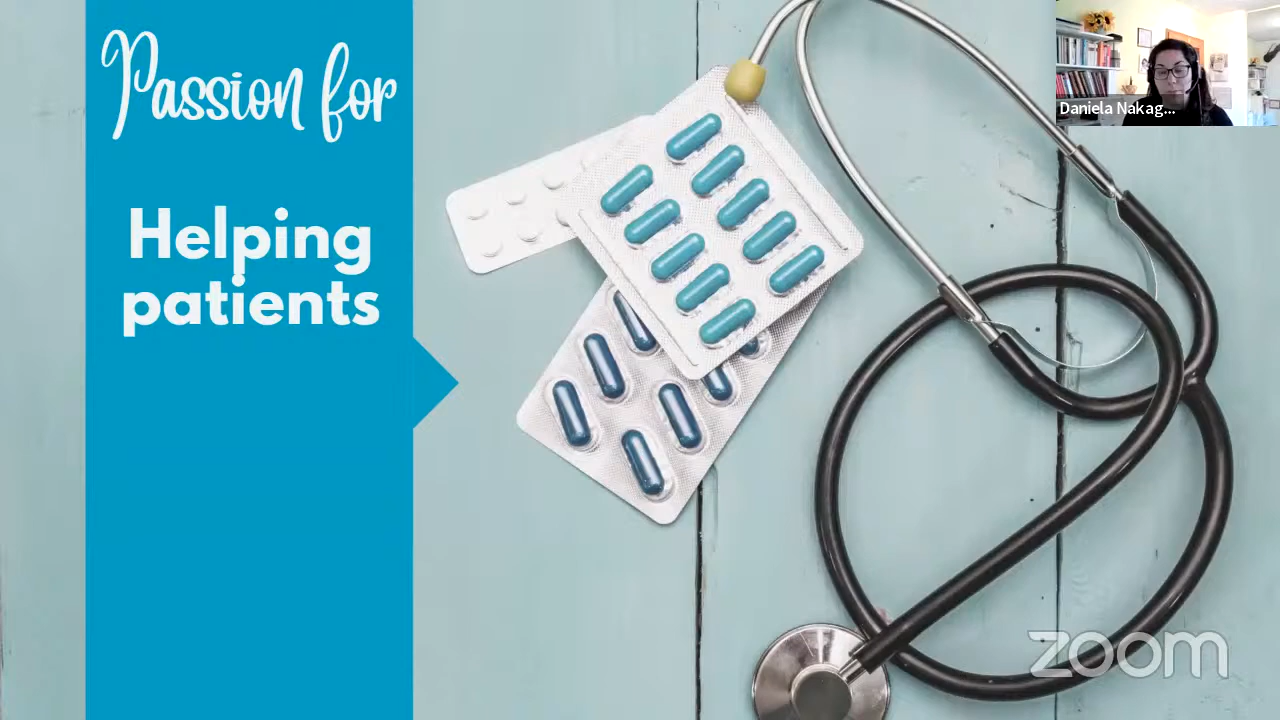 Passion for
Helping
patients
Daniela Nakag...
zoom